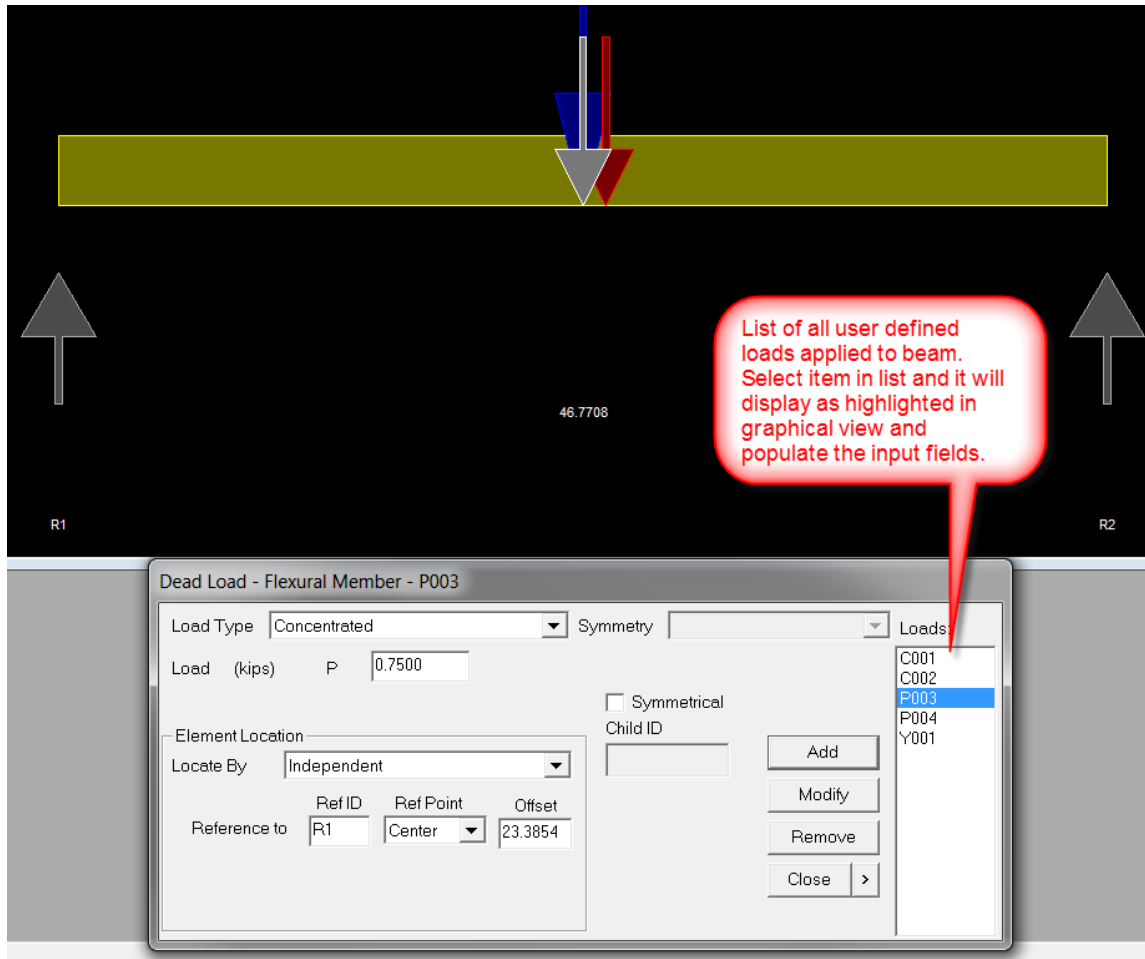 List of all user defined
loads applied to beam.
Select item in list and it will
display as highlighted in
graphical view and
populate the input fields.
46.7708
R1
R2
Dead Load - Flexural Member - P003
Load Type Concentrated Symmetry Loads:
Load (kips) P 0.7500
C001
C002
P003
P004
Y001
Symmetrical
Child ID
Element Location
Locate By Independent
Ref ID Ref Point Offset
Reference to R1 Center 23.3854
Add
Modify
Remove
Close >